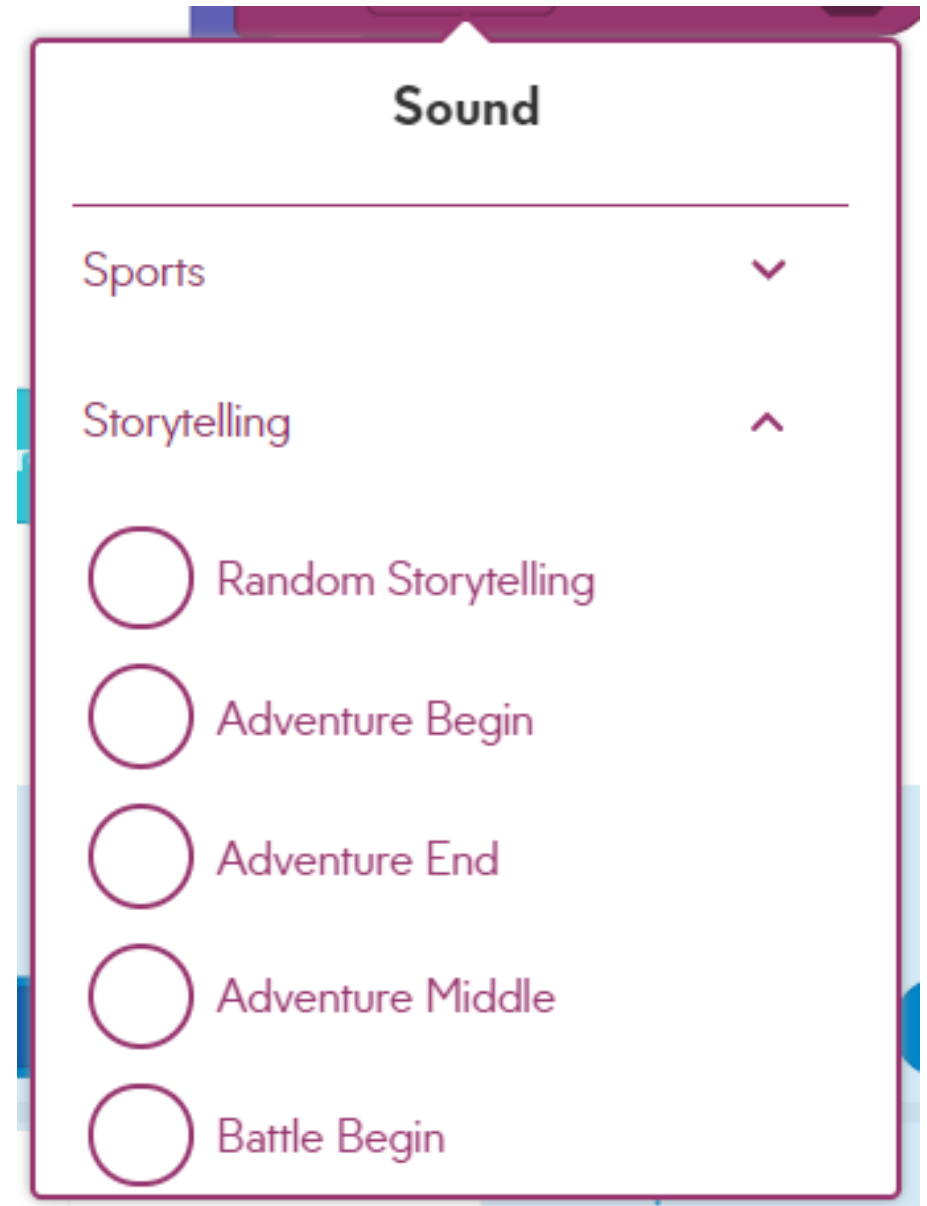 Sound
Sports
Storytelling
Random Storytelling
Adventure Begin
Adventure End
Adventure Middle
Battle Begin